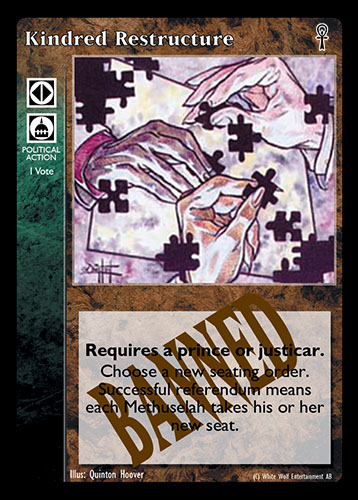 Kindred Restructure
POLITICAL
ACTION
1 Vote
BANNED
Requires a prince or justicar.
Choose a new seating order.
Successful referendum means
each Methuselah takes his or her
new seat.
Illus: Quinton Hoover
(C) White Wolf Entertainment AB